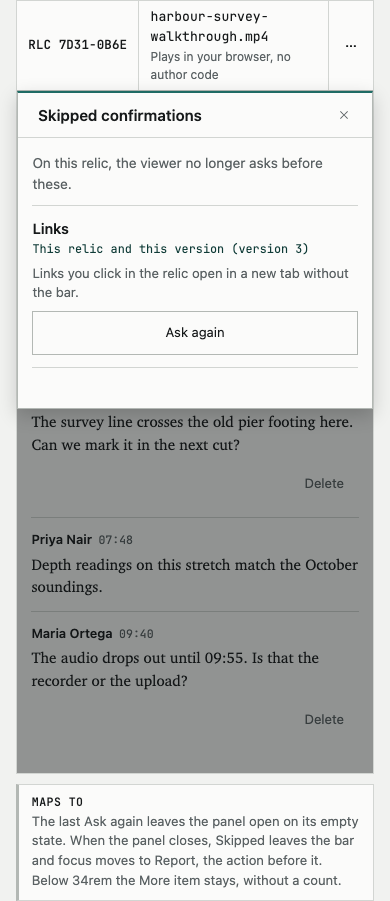 RLC 7D31-0B6E
harbour-survey-
walkthrough.mp4
Plays in your browser, no
author code
…
Skipped confirmations
×
On this relic, the viewer no longer asks before
these.
Links
This relic and this version (version 3)
Links you click in the relic open in a new tab without
the bar.
Ask again
The survey line crosses the old pier footing here.
Can we mark it in the next cut?
Delete
Priya Nair 07:48
Depth readings on this stretch match the October
soundings.
Maria Ortega 09:40
The audio drops out until 09:55. Is that the
recorder or the upload?
Delete
MAPS TO
The last Ask again leaves the panel open on its empty
state. When the panel closes, Skipped leaves the bar
and focus moves to Report, the action before it.
Below 34rem the More item stays, without a count.